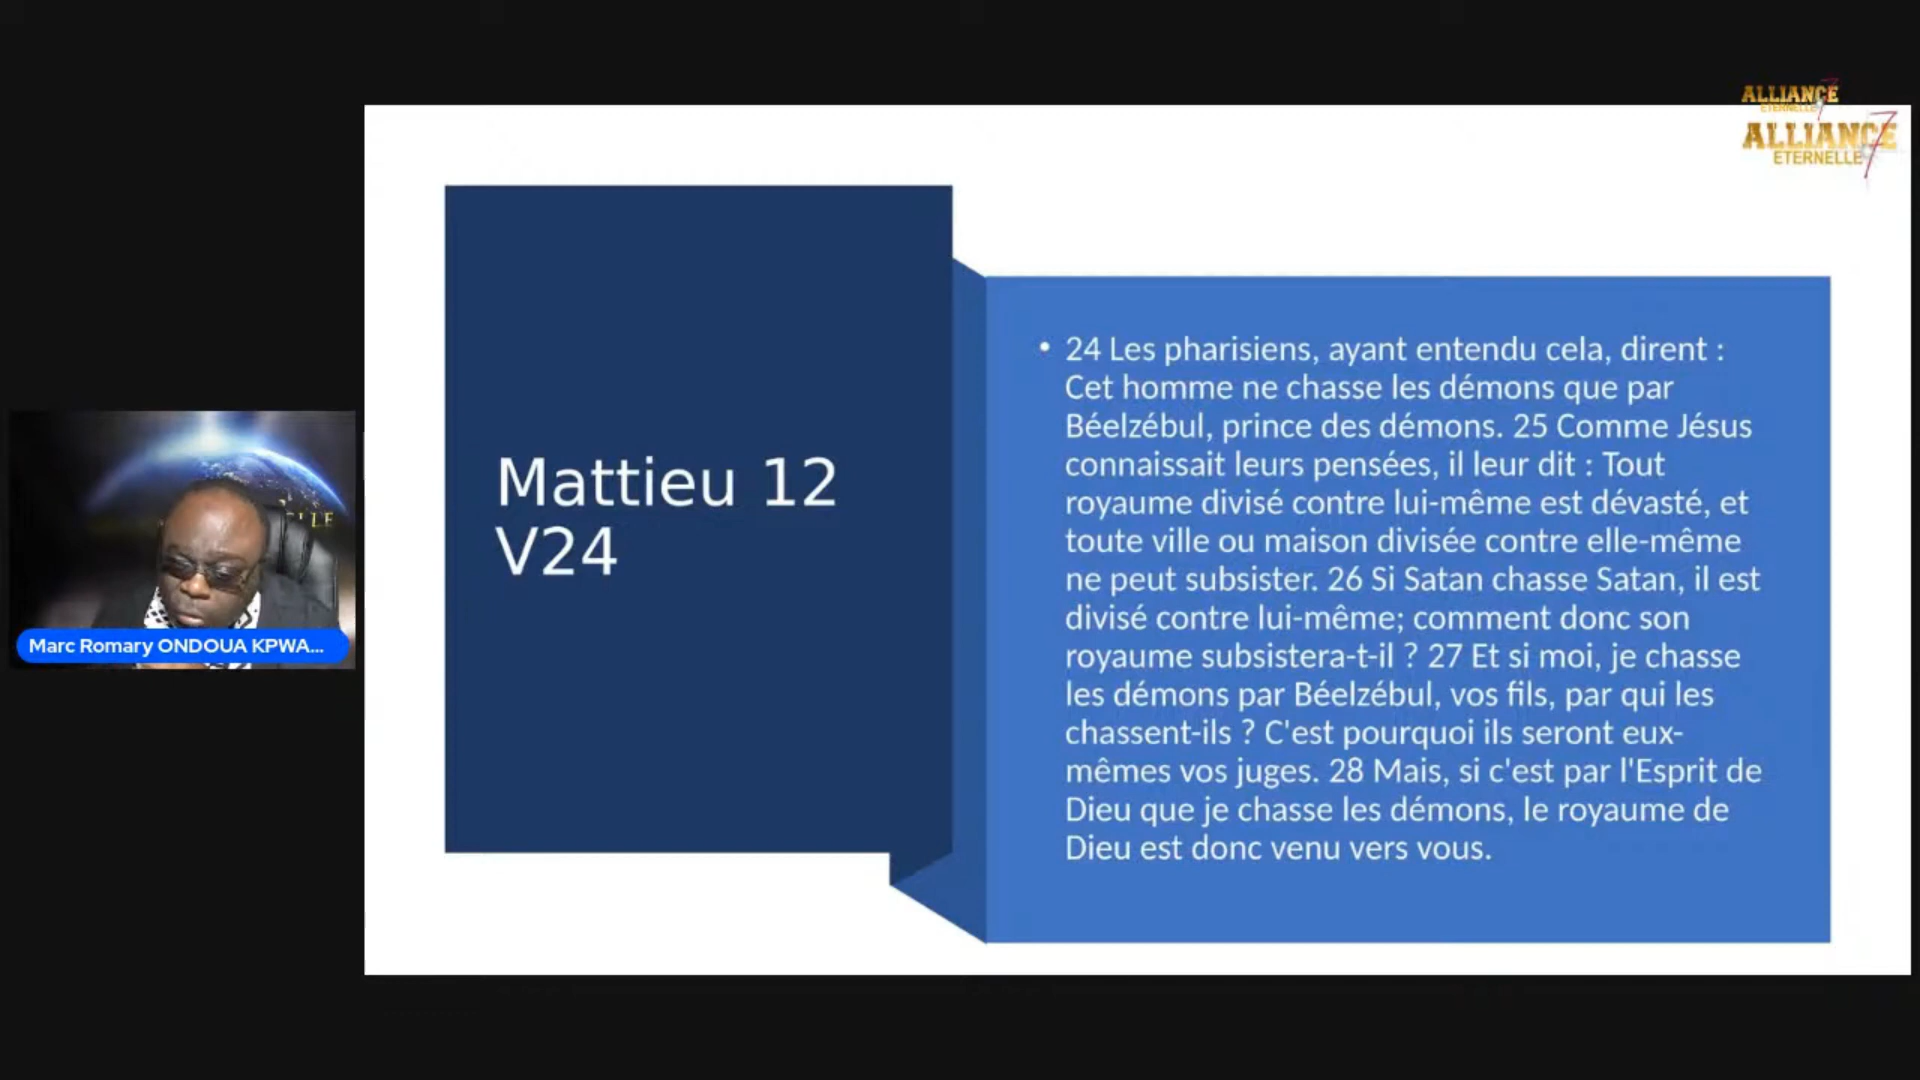 ALLIANCE
ETERNELLE
ALLIANCE 7
ETERNELLE
Mattieu 12
V24
• 24 Les pharisiens, ayant entendu cela, dirent :
Cet homme ne chasse les démons que par
Béelzébul, prince des démons. 25 Comme Jésus
connaissait leurs pensées, il leur dit : Tout
royaume divisé contre lui-même est dévasté, et
toute ville ou maison divisée contre elle-même
ne peut subsister. 26 Si Satan chasse Satan, il est
divisé contre lui-même; comment donc son
royaume subsistera-t-il ? 27 Et si moi, je chasse
les démons par Béelzébul, vos fils, par qui les
chassent-ils ? C'est pourquoi ils seront eux-
mêmes vos juges. 28 Mais, si c'est par l'Esprit de
Dieu que je chasse les démons, le royaume de
Dieu est donc venu vers vous.
Marc Romary ONDOUA KPWA...